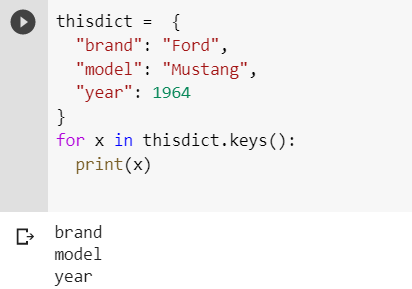 thisdict =  {
  "brand": "Ford",
  "model": "Mustang",
  "year": 1964
}
for x in thisdict.keys():
  print(x)
brand
model
year